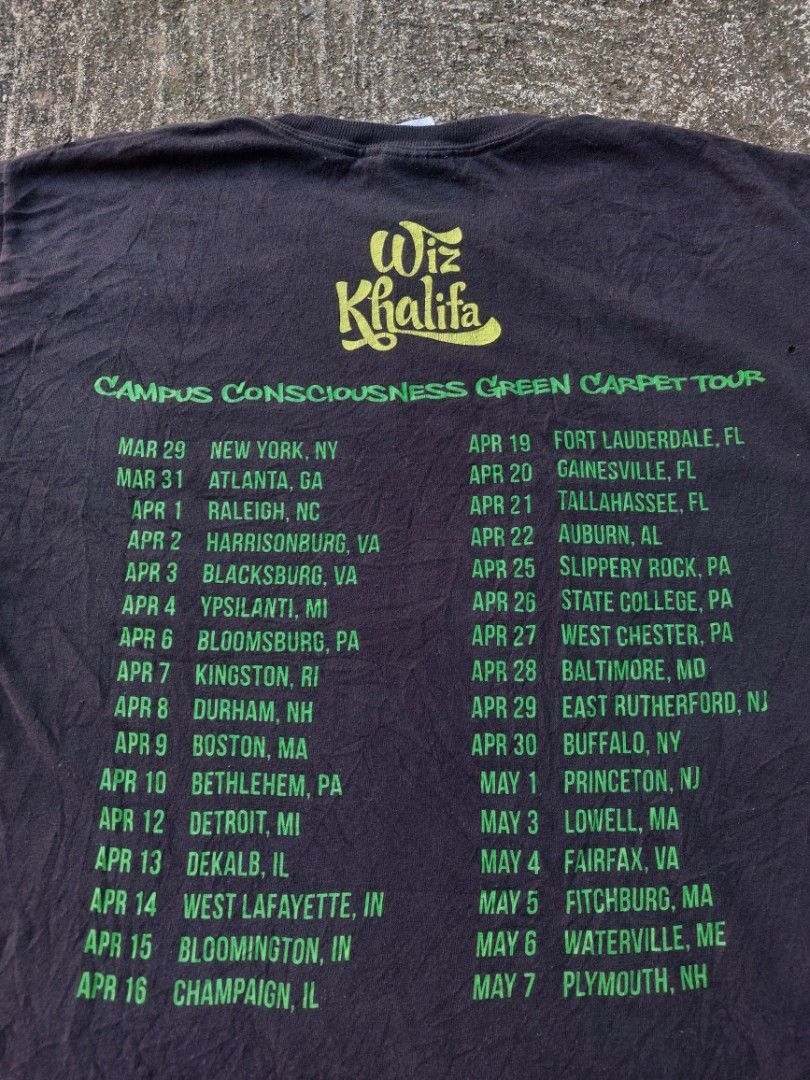 Wiz
Khalifa
CAMPUS CONSCIOUSNESS GREEN CARPET TOUR
MAR 29 NEW YORK, NY
MAR 31 ATLANTA, GA
APR 1 RALEIGH, NC
APR 2 HARRISONBURG, VA
APR 3 BLACKSBURG, VA
APR 4 YPSILANTI, MI
APR 6 BLOOMSBURG, PA
APR 7 KINGSTON, RI
APR 8 DURHAM, NH
APR 9 BOSTON, MA
APR 10 BETHLEHEM, PA
APR 12 DETROIT, MI
APR 13 DEKALB, IL
APR 14 WEST LAFAYETTE, IN
APR 15 BLOOMINGTON, IN
APR 16 CHAMPAIGN, IL
APR 19 FORT LAUDERDALE, FL
APR 20 GAINESVILLE, FL
APR 21 TALLAHASSEE, FL
APR 22 AUBURN, AL
APR 25 SLIPPERY ROCK, PA
APR 26 STATE COLLEGE, PA
APR 27 WEST CHESTER, PA
APR 28 BALTIMORE, MD
APR 29 EAST RUTHERFORD, NJ
APR 30 BUFFALO, NY
MAY 1 PRINCETON, NJ
MAY 3 LOWELL, MA
MAY 4 FAIRFAX, VA
MAY 5 FITCHBURG, MA
MAY 6 WATERVILLE, ME
MAY 7 PLYMOUTH, NH